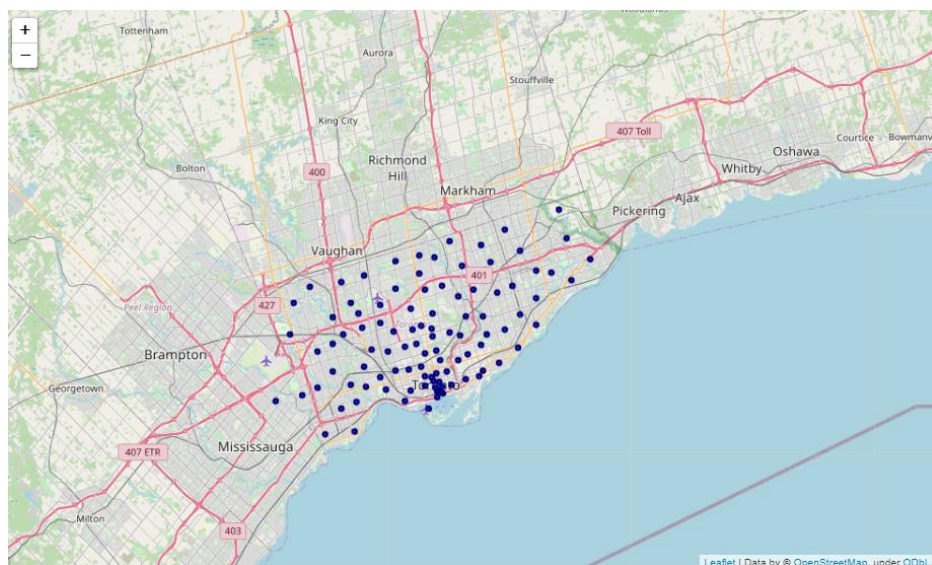 +
−
Tottenham
Aurora
Stouffville
King City
407 Toll
Courtice
Bowmanv
Oshawa
Whitby
Richmond
Hill
Bolton
400
Markham
Ajax
Pickering
Vaughan
401
427
Peel Region
Brampton
Georgetown
Toronto
Mississauga
407 ETR
Milton
403
Leaflet | Data by © OpenStreetMap, under ODbL